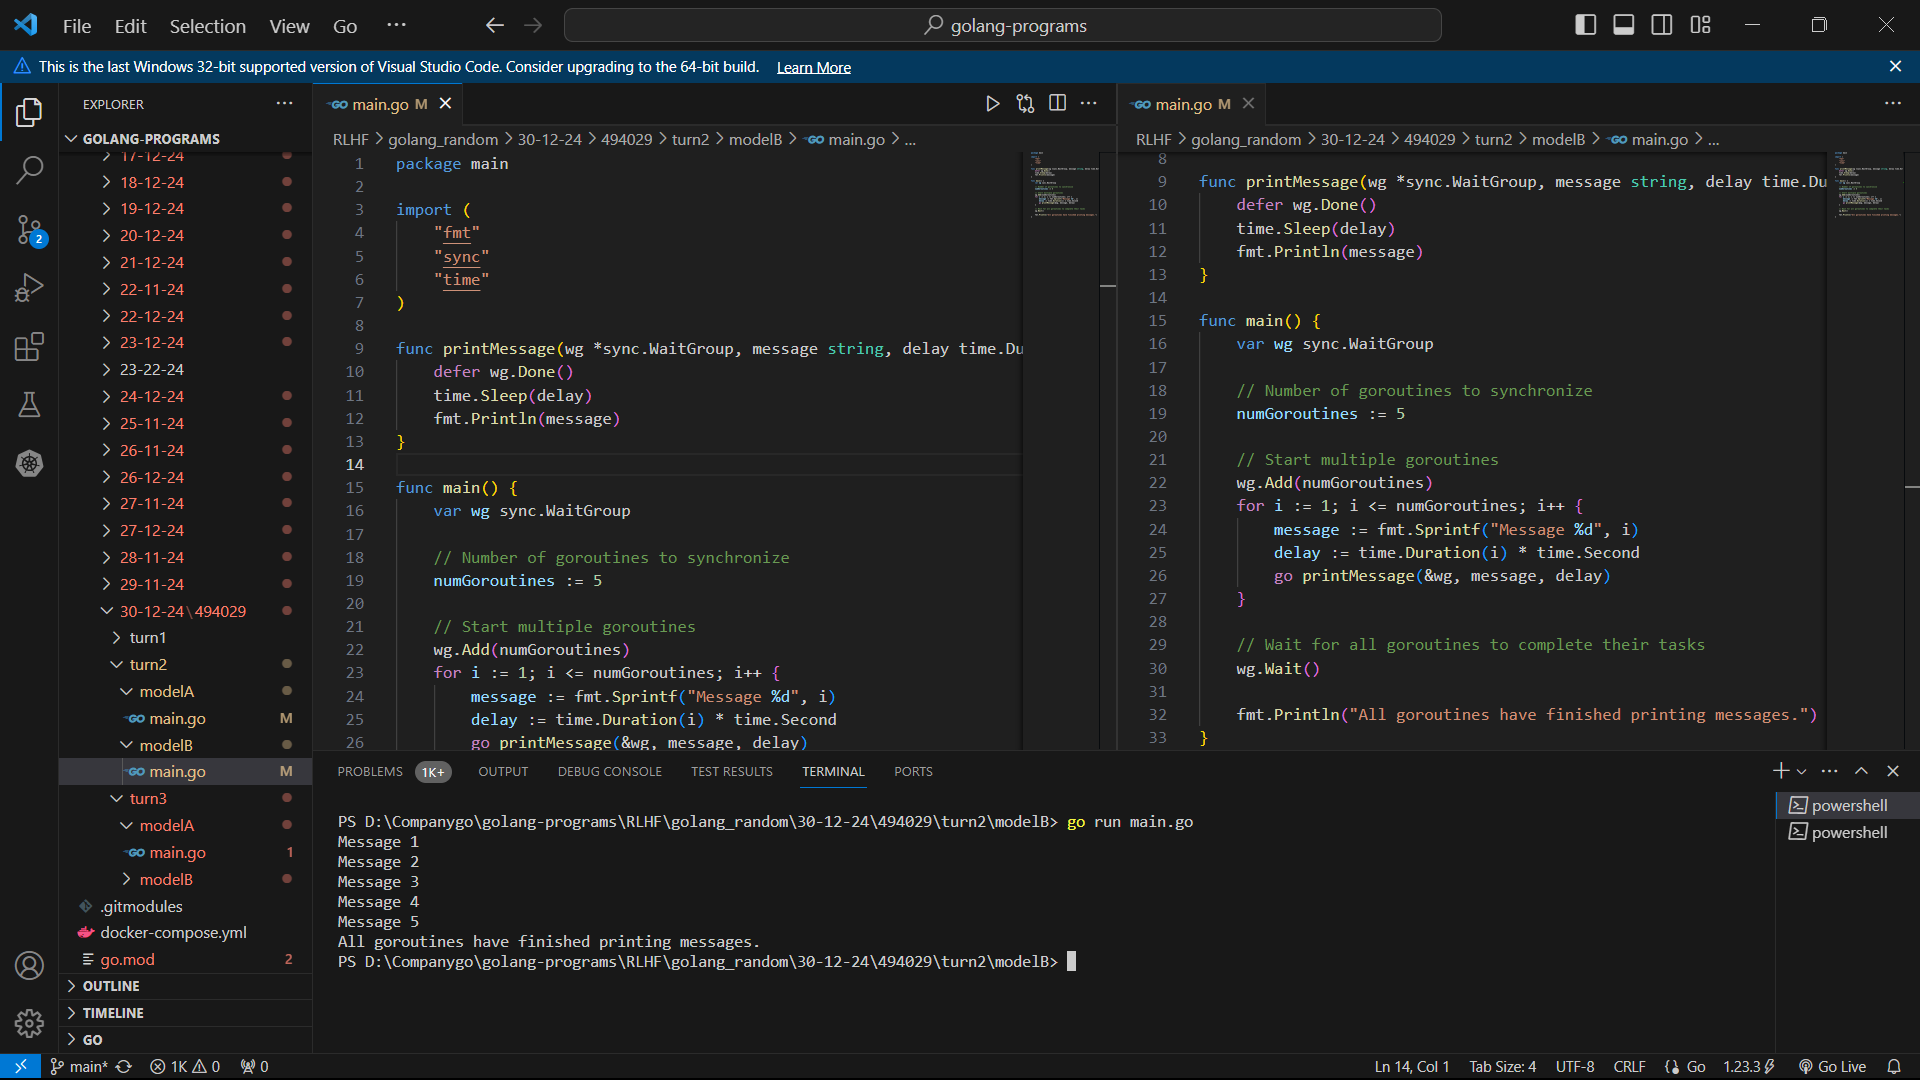 File Edit Selection View Go ···
golang-programs
This is the last Windows 32-bit supported version of Visual Studio Code. Consider upgrading to the 64-bit build. Learn More
EXPLORER
GOLANG-PROGRAMS
17-12-24
18-12-24
19-12-24
20-12-24
21-12-24
22-11-24
22-12-24
23-12-24
23-22-24
24-12-24
25-11-24
26-11-24
26-12-24
27-11-24
27-12-24
28-11-24
29-11-24
30-12-24\494029
turn1
turn2
modelA
main.go M
modelB
main.go M
turn3
modelA
main.go 1
modelB
.gitmodules
docker-compose.yml
go.mod 2
OUTLINE
TIMELINE
GO
2
main.go M
RLHF > golang_random > 30-12-24 > 494029 > turn2 > modelB > main.go > ...
1 package main
2
3 import (
4 "fmt"
5 "sync"
6 "time"
7 )
8
9 func printMessage(wg *sync.WaitGroup, message string, delay time.Du
10 defer wg.Done()
11 time.Sleep(delay)
12 fmt.Println(message)
13 }
14
15 func main() {
16 var wg sync.WaitGroup
17
18 // Number of goroutines to synchronize
19 numGoroutines := 5
20
21 // Start multiple goroutines
22 wg.Add(numGoroutines)
23 for i := 1; i <= numGoroutines; i++ {
24 message := fmt.Sprintf("Message %d", i)
25 delay := time.Duration(i) * time.Second
26 go printMessage(&wg, message, delay)
main.go M
RLHF > golang_random > 30-12-24 > 494029 > turn2 > modelB > main.go > ...
8
9 func printMessage(wg *sync.WaitGroup, message string, delay time.Du
10 defer wg.Done()
11 time.Sleep(delay)
12 fmt.Println(message)
13 }
14
15 func main() {
16 var wg sync.WaitGroup
17
18 // Number of goroutines to synchronize
19 numGoroutines := 5
20
21 // Start multiple goroutines
22 wg.Add(numGoroutines)
23 for i := 1; i <= numGoroutines; i++ {
24 message := fmt.Sprintf("Message %d", i)
25 delay := time.Duration(i) * time.Second
26 go printMessage(&wg, message, delay)
27 }
28
29 // Wait for all goroutines to complete their tasks
30 wg.Wait()
31
32 fmt.Println("All goroutines have finished printing messages.")
33 }
PROBLEMS 1K+ OUTPUT DEBUG CONSOLE TEST RESULTS TERMINAL PORTS
PS D:\Companygo\golang-programs\RLHF\golang_random\30-12-24\494029\turn2\modelB> go run main.go
Message 1
Message 2
Message 3
Message 4
Message 5
All goroutines have finished printing messages.
PS D:\Companygo\golang-programs\RLHF\golang_random\30-12-24\494029\turn2\modelB>
powershell
powershell
main* 1K 0 0 Ln 14, Col 1 Tab Size: 4 UTF-8 CRLF Go 1.23.3 Go Live